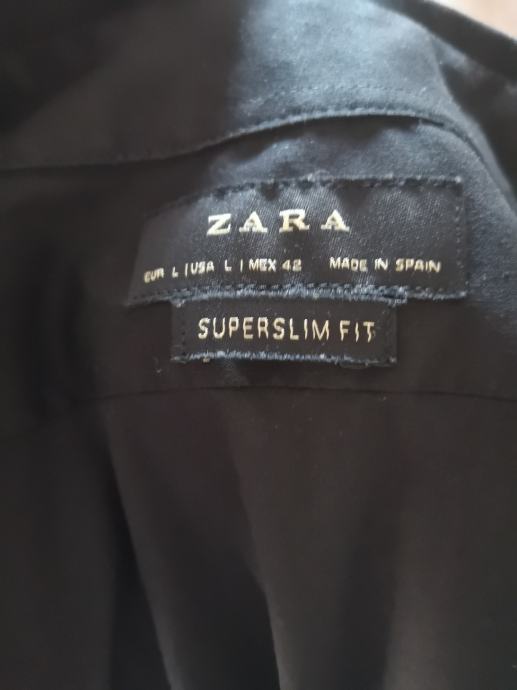 ZARA
EUR L | USA L | MEX 42 MADE IN SPAIN
SUPERSLIM FIT